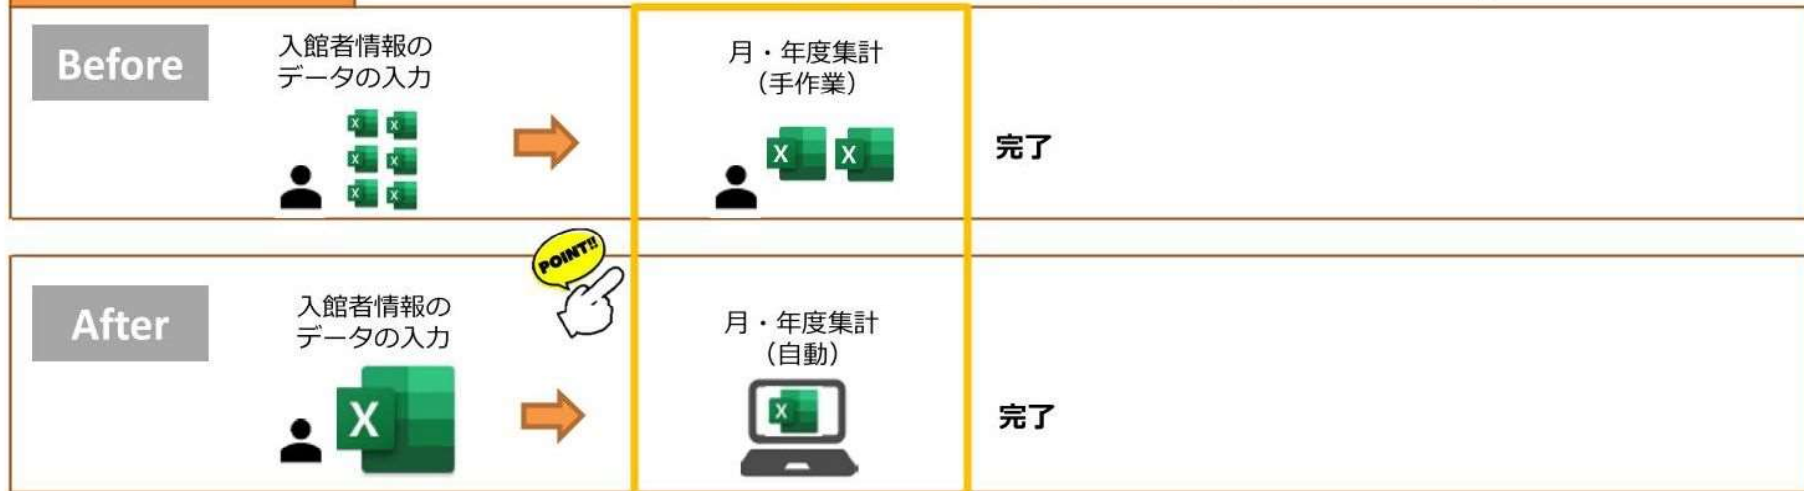 Before
入館者情報の
データの入力
X X
X X
X X
月・年度集計
（手作業）
X X
完了
POINT!!
After
入館者情報の
データの入力
X
月・年度集計
（自動）
X
完了